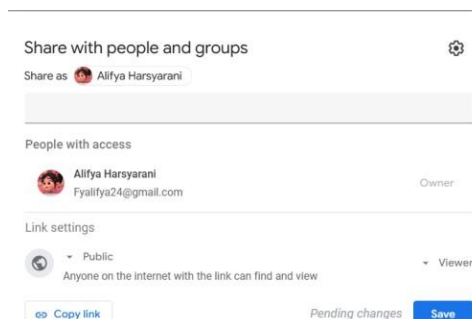 Share with people and groups
Share as Alifya Harsyarani
People with access
Alifya Harsyarani
Fyalifya24@gmail.com
Owner
Link settings
Public
Anyone on the internet with the link can find and view
Viewer
Copy link
Pending changes
Save